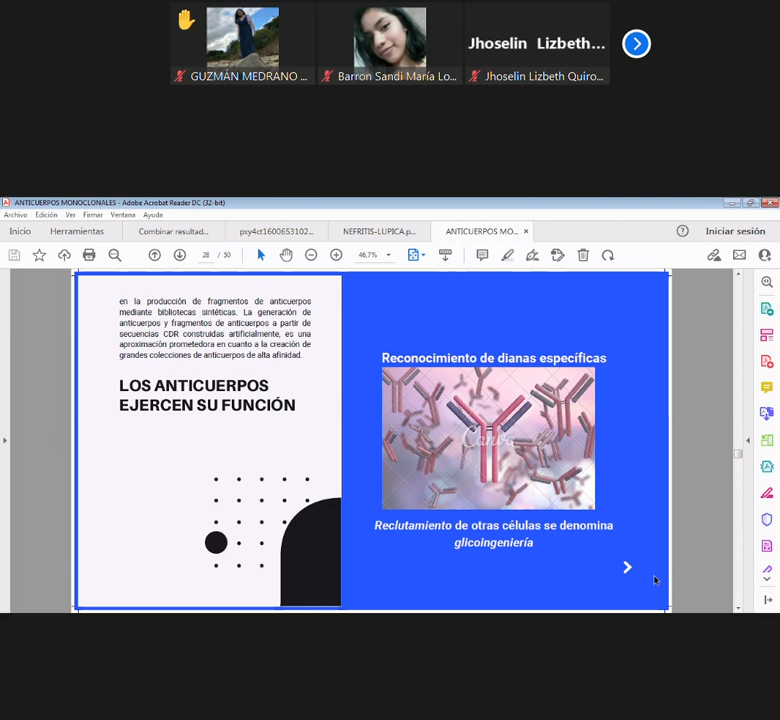 Jhoselin Lizbeth...
GUZMÁN MEDRANO ...
Barron Sandi María Lo...
Jhoselin Lizbeth Quiro...
ANTICUERPOS MONOCLONALES - Adobe Acrobat Reader DC (32-bit)
Archivo Edición Ver Firmar Ventana Ayuda
Inicio Herramientas Combinar resultad... psy4ct1600653102... NEFRITIS-LUPICA.p... ANTICUERPOS MO... × Iniciar sesión
28 / 50 46,7%
en la producción de fragmentos de anticuerpos
mediante bibliotecas sintéticas. La generación de
anticuerpos y fragmentos de anticuerpos a partir de
secuencias CDR construidas artificialmente, es una
aproximación prometedora en cuanto a la creación de
grandes colecciones de anticuerpos de alta afinidad.
LOS ANTICUERPOS
EJERCEN SU FUNCIÓN
Reconocimiento de dianas específicas
Canva
Reclutamiento de otras células se denomina
glicoingeniería